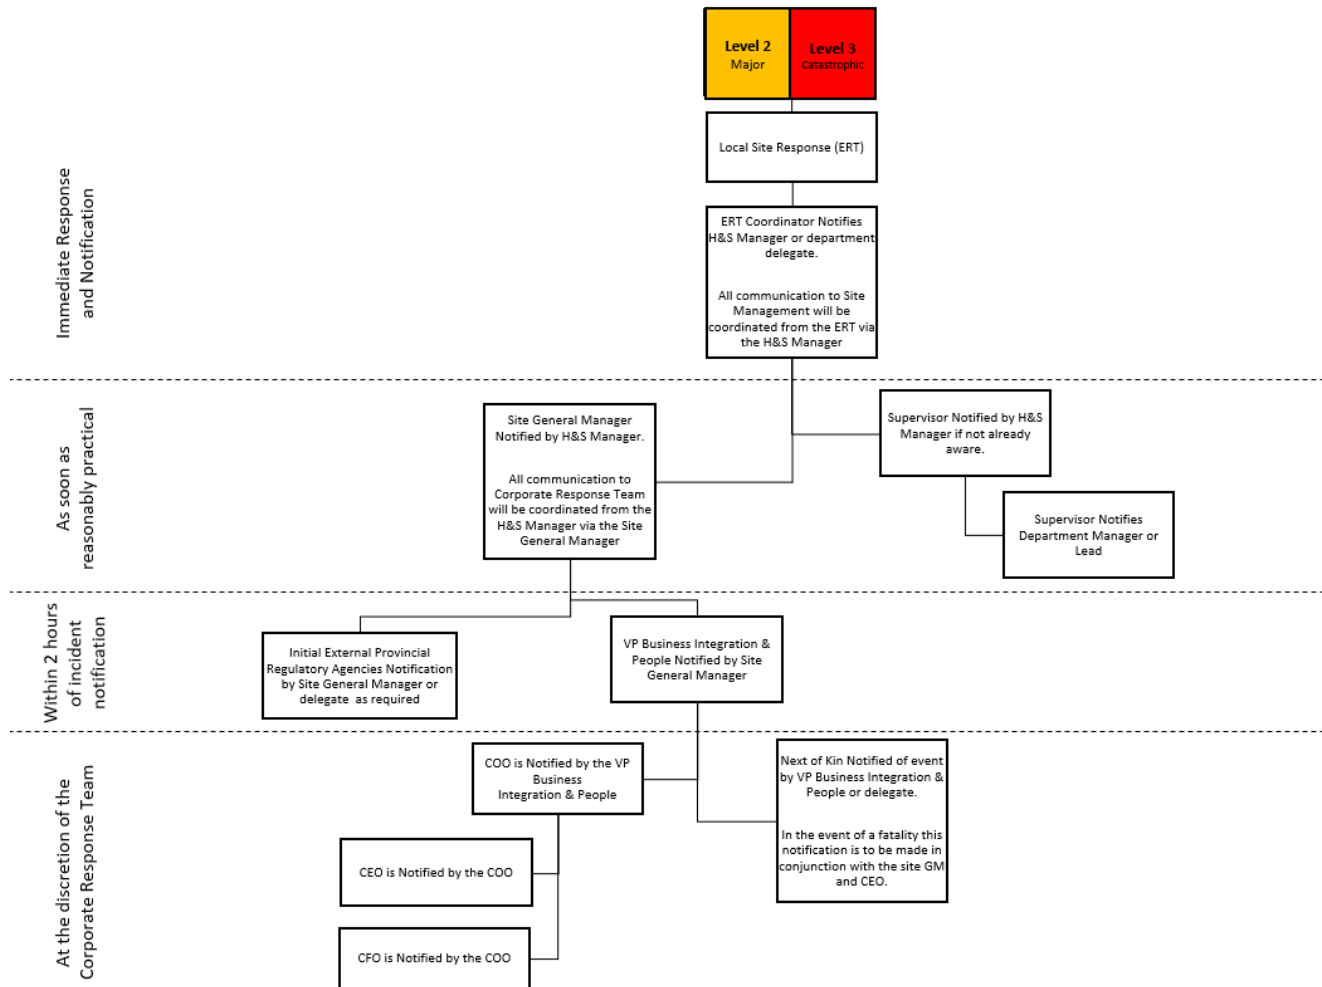 Level 2
Major
Level 3
Catastrophic
Immediate Response
and Notification
Local Site Response (ERT)
ERT Coordinator Notifies
H&S Manager or department
delegate.
All communication to Site
Management will be
coordinated from the ERT via
the H&S Manager
As soon as
reasonably practical
Site General Manager
Notified by H&S Manager.
All communication to
Corporate Response Team
will be coordinated from the
H&S Manager via the Site
General Manager
Supervisor Notified by H&S
Manager if not already
aware.
Supervisor Notifies
Department Manager or
Lead
Within 2 hours
of incident
notification
Initial External Provincial
Regulatory Agencies Notification
by Site General Manager or
delegate as required
VP Business Integration &
People Notified by Site
General Manager
At the discretion of the
Corporate Response Team
COO is Notified by the VP
Business
Integration & People
Next of Kin Notified of event
by VP Business Integration &
People or delegate.
In the event of a fatality this
notification is to be made in
conjunction with the site GM
and CEO.
CEO is Notified by the COO
CFO is Notified by the COO